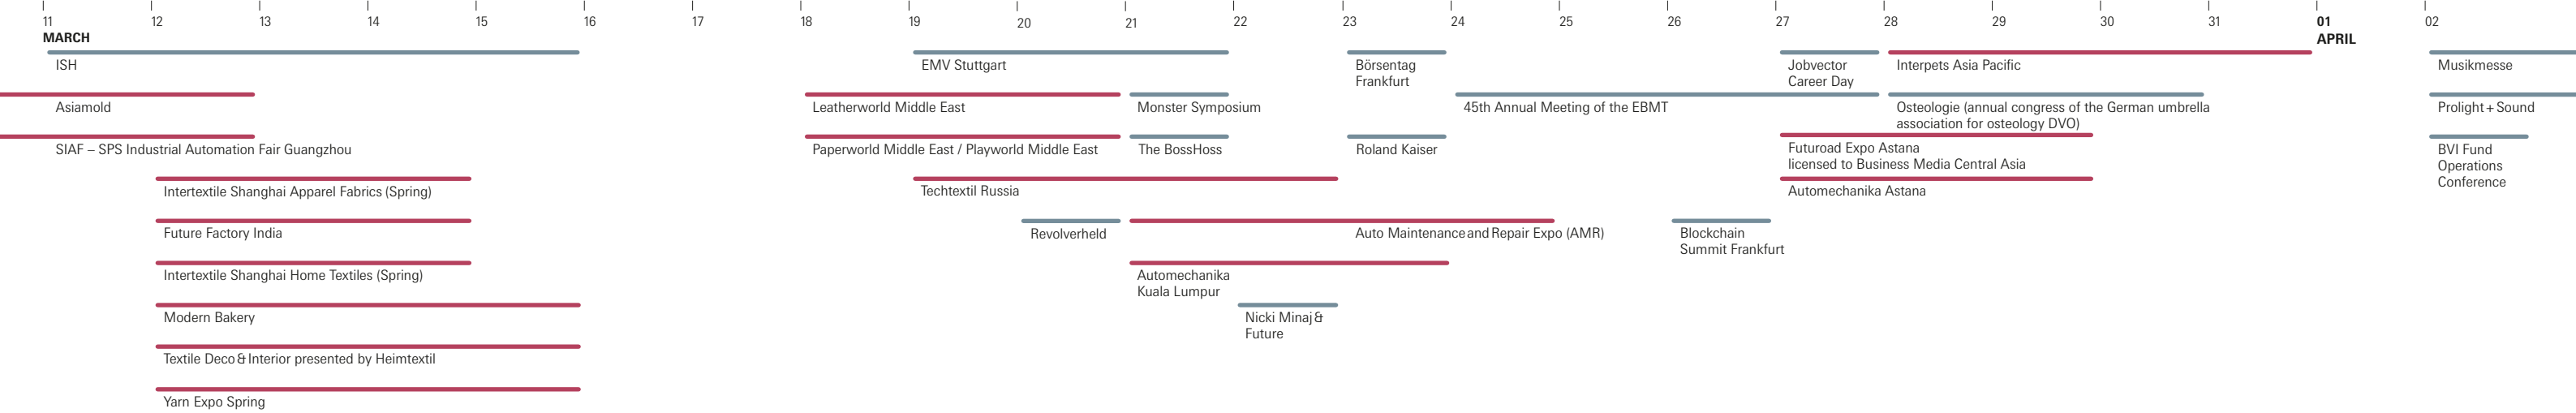 11 12 13 14 15 16 17 18 19 20 21 22 23 24 25 26 27 28 29 30 31 01 02
MARCH APRIL
ISH
EMV Stuttgart
Börsentag
Frankfurt
Jobvector
Career Day
Interpets Asia Pacific
Musikmesse
Asiamold
Leatherworld Middle East
Monster Symposium
45th Annual Meeting of the EBMT
Osteologie (annual congress of the German umbrella
association for osteology DVO)
Prolight + Sound
SIAF – SPS Industrial Automation Fair Guangzhou
Paperworld Middle East / Playworld Middle East
The BossHoss
Roland Kaiser
Futuroad Expo Astana
licensed to Business Media Central Asia
BVI Fund
Operations
Conference
Intertextile Shanghai Apparel Fabrics (Spring)
Techtextil Russia
Automechanika Astana
Future Factory India
Revolverheld
Auto Maintenance and Repair Expo (AMR)
Blockchain
Summit Frankfurt
Intertextile Shanghai Home Textiles (Spring)
Automechanika
Kuala Lumpur
Modern Bakery
Nicki Minaj &
Future
Textile Deco & Interior presented by Heimtextil
Yarn Expo Spring